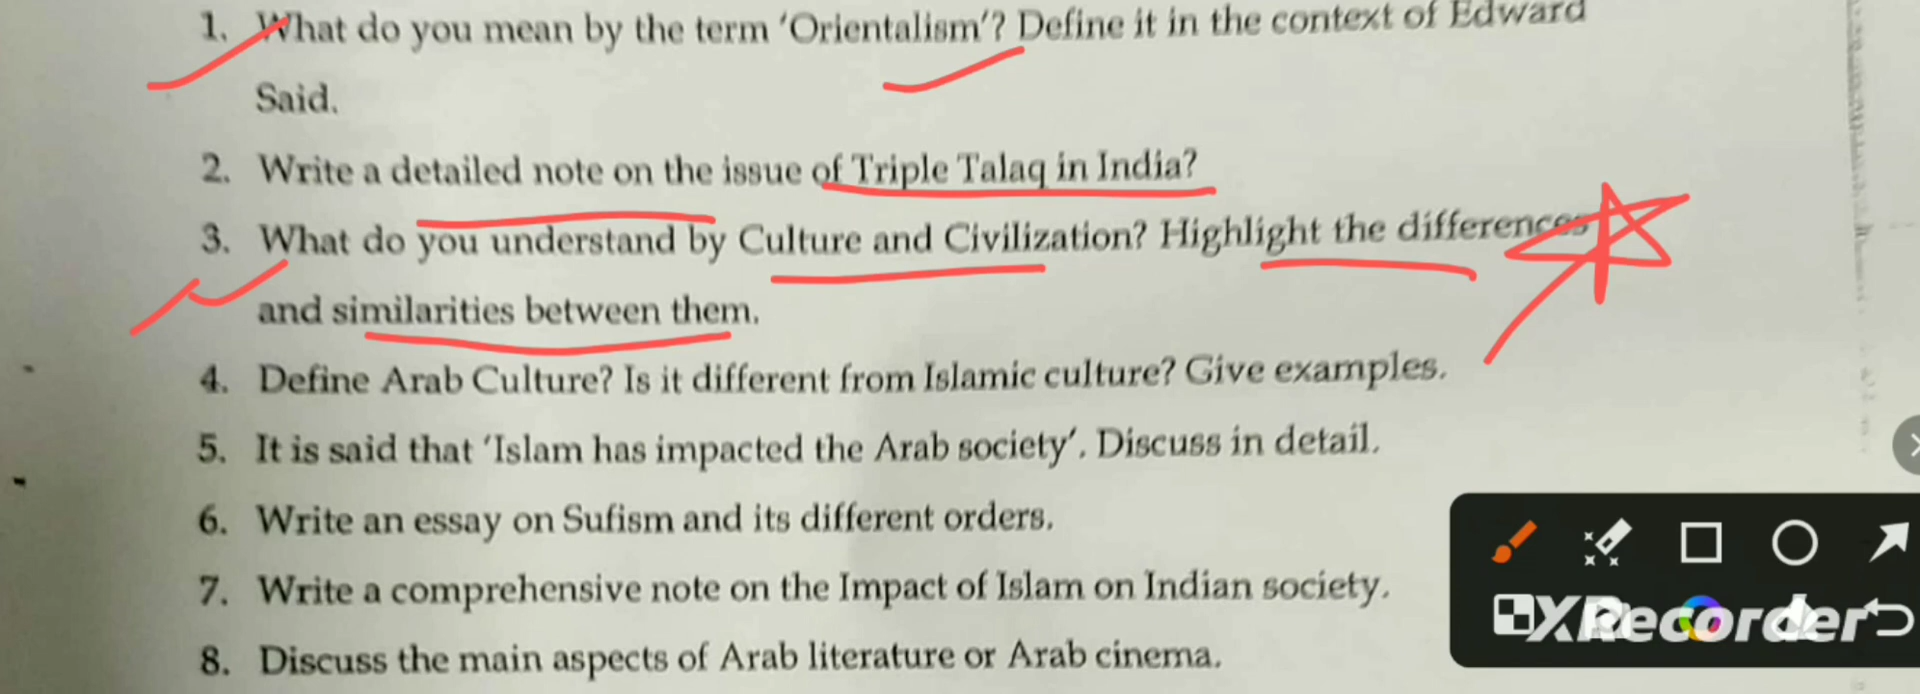 1. What do you mean by the term ‘Orientalism’? Define it in the context of Edward
Said.
2. Write a detailed note on the issue of Triple Talaq in India?
3. What do you understand by Culture and Civilization? Highlight the differences
and similarities between them.
4. Define Arab Culture? Is it different from Islamic culture? Give examples.
5. It is said that ‘Islam has impacted the Arab society’. Discuss in detail.
6. Write an essay on Sufism and its different orders.
7. Write a comprehensive note on the Impact of Islam on Indian society.
8. Discuss the main aspects of Arab literature or Arab cinema.
XRecorder